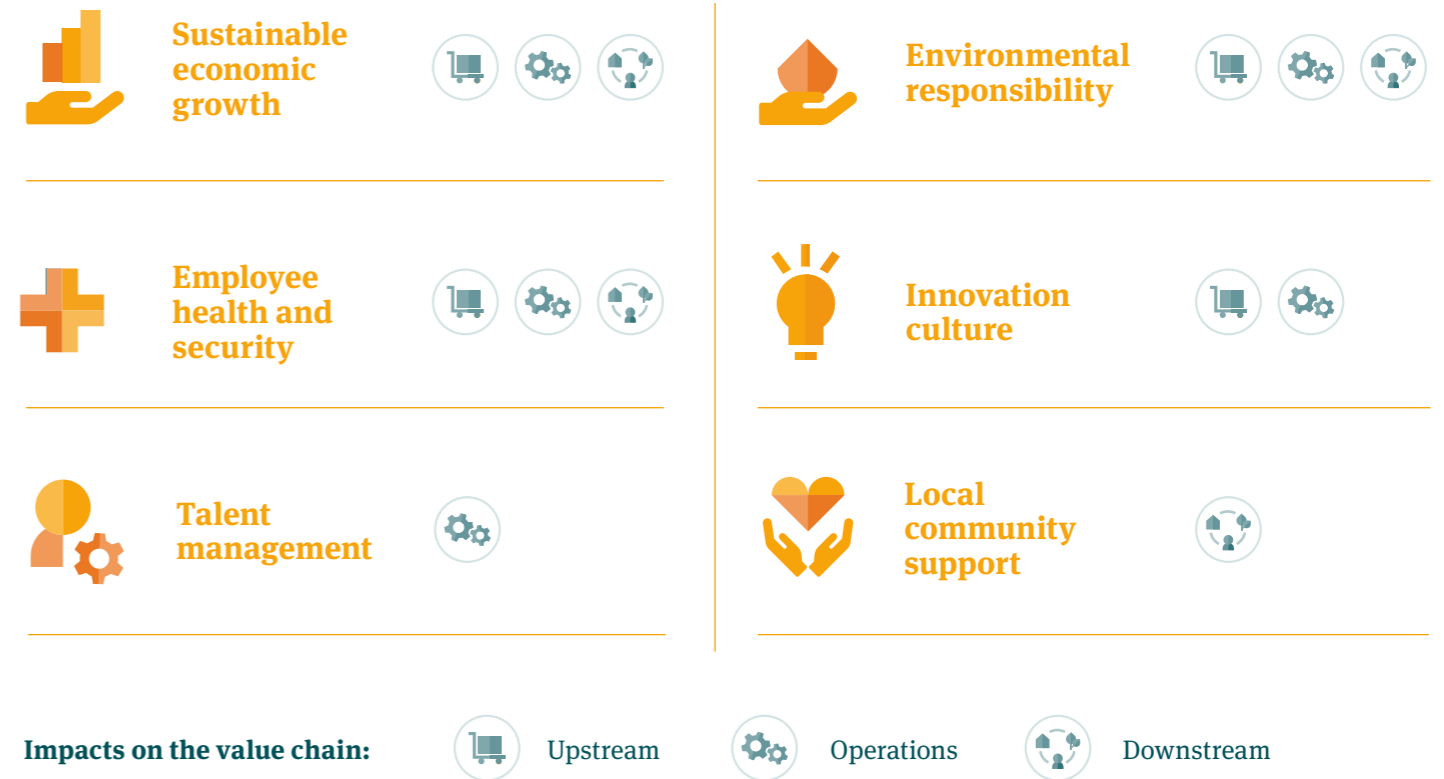 Sustainable
economic
growth
Environmental
responsibility
Employee
health and
security
Innovation
culture
Talent
management
Local
community
support
Impacts on the value chain:
Upstream
Operations
Downstream